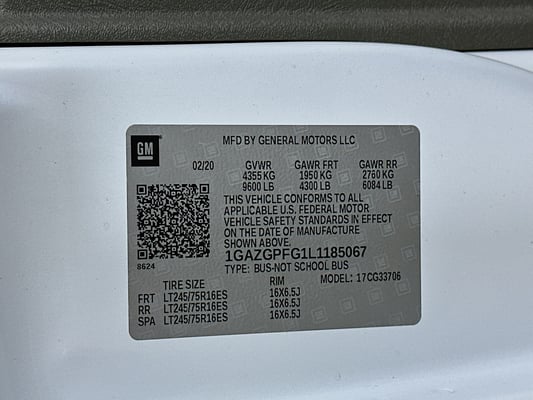 GM
MFD BY GENERAL MOTORS LLC
02/20 GVWR GAWR FRT GAWR RR
4355 KG 1950 KG 2760 KG
9600 LB 4300 LB 6084 LB
THIS VEHICLE CONFORMS TO ALL
APPLICABLE U.S. FEDERAL MOTOR
VEHICLE SAFETY STANDARDS IN EFFECT
ON THE DATE OF MANUFACTURE
SHOWN ABOVE.
1GAZGPFG1L1185067
8624
TYPE: BUS-NOT SCHOOL BUS
TIRE SIZE RIM MODEL: 17CG33706
FRT LT245/75R16ES 16X6.5J
RR LT245/75R16ES 16X6.5J
SPA LT245/75R16ES 16X6.5J